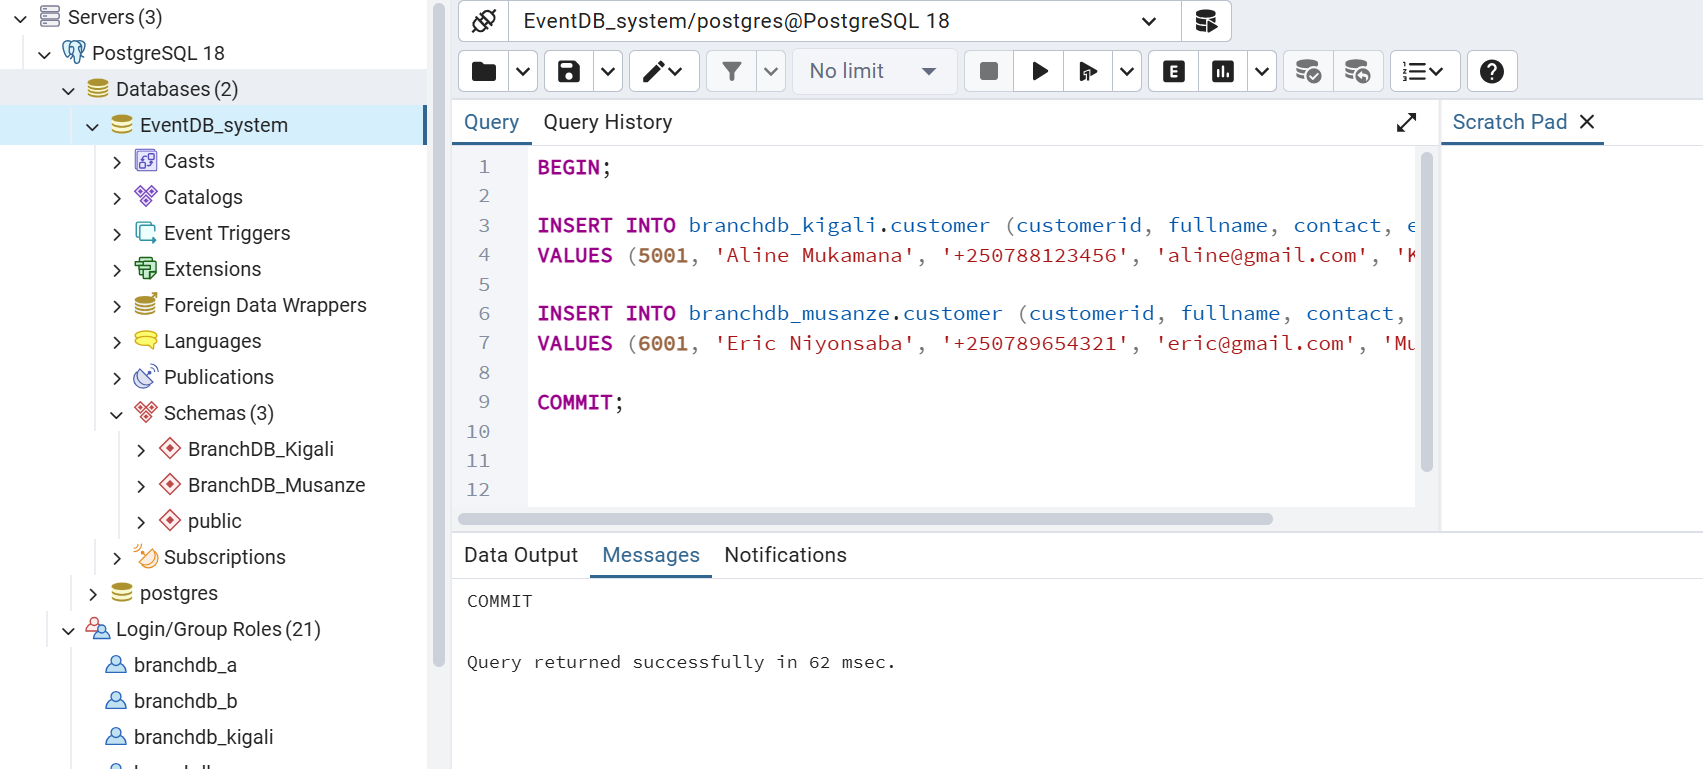 Servers (3)
PostgreSQL 18
Databases (2)
EventDB_system
Casts
Catalogs
Event Triggers
Extensions
Foreign Data Wrappers
Languages
Publications
Schemas (3)
BranchDB_Kigali
BranchDB_Musanze
public
Subscriptions
postgres
Login/Group Roles (21)
branchdb_a
branchdb_b
branchdb_kigali
EventDB_system/postgres@PostgreSQL 18
No limit
E
Query Query History
Scratch Pad
1 BEGIN;
2
3 INSERT INTO branchdb_kigali.customer (customerid, fullname, contact, e
4 VALUES (5001, 'Aline Mukamana', '+250788123456', 'aline@gmail.com', 'K
5
6 INSERT INTO branchdb_musanze.customer (customerid, fullname, contact,
7 VALUES (6001, 'Eric Niyonsaba', '+250789654321', 'eric@gmail.com', 'Mu
8
9 COMMIT;
10
11
12
Data Output Messages Notifications
COMMIT
Query returned successfully in 62 msec.